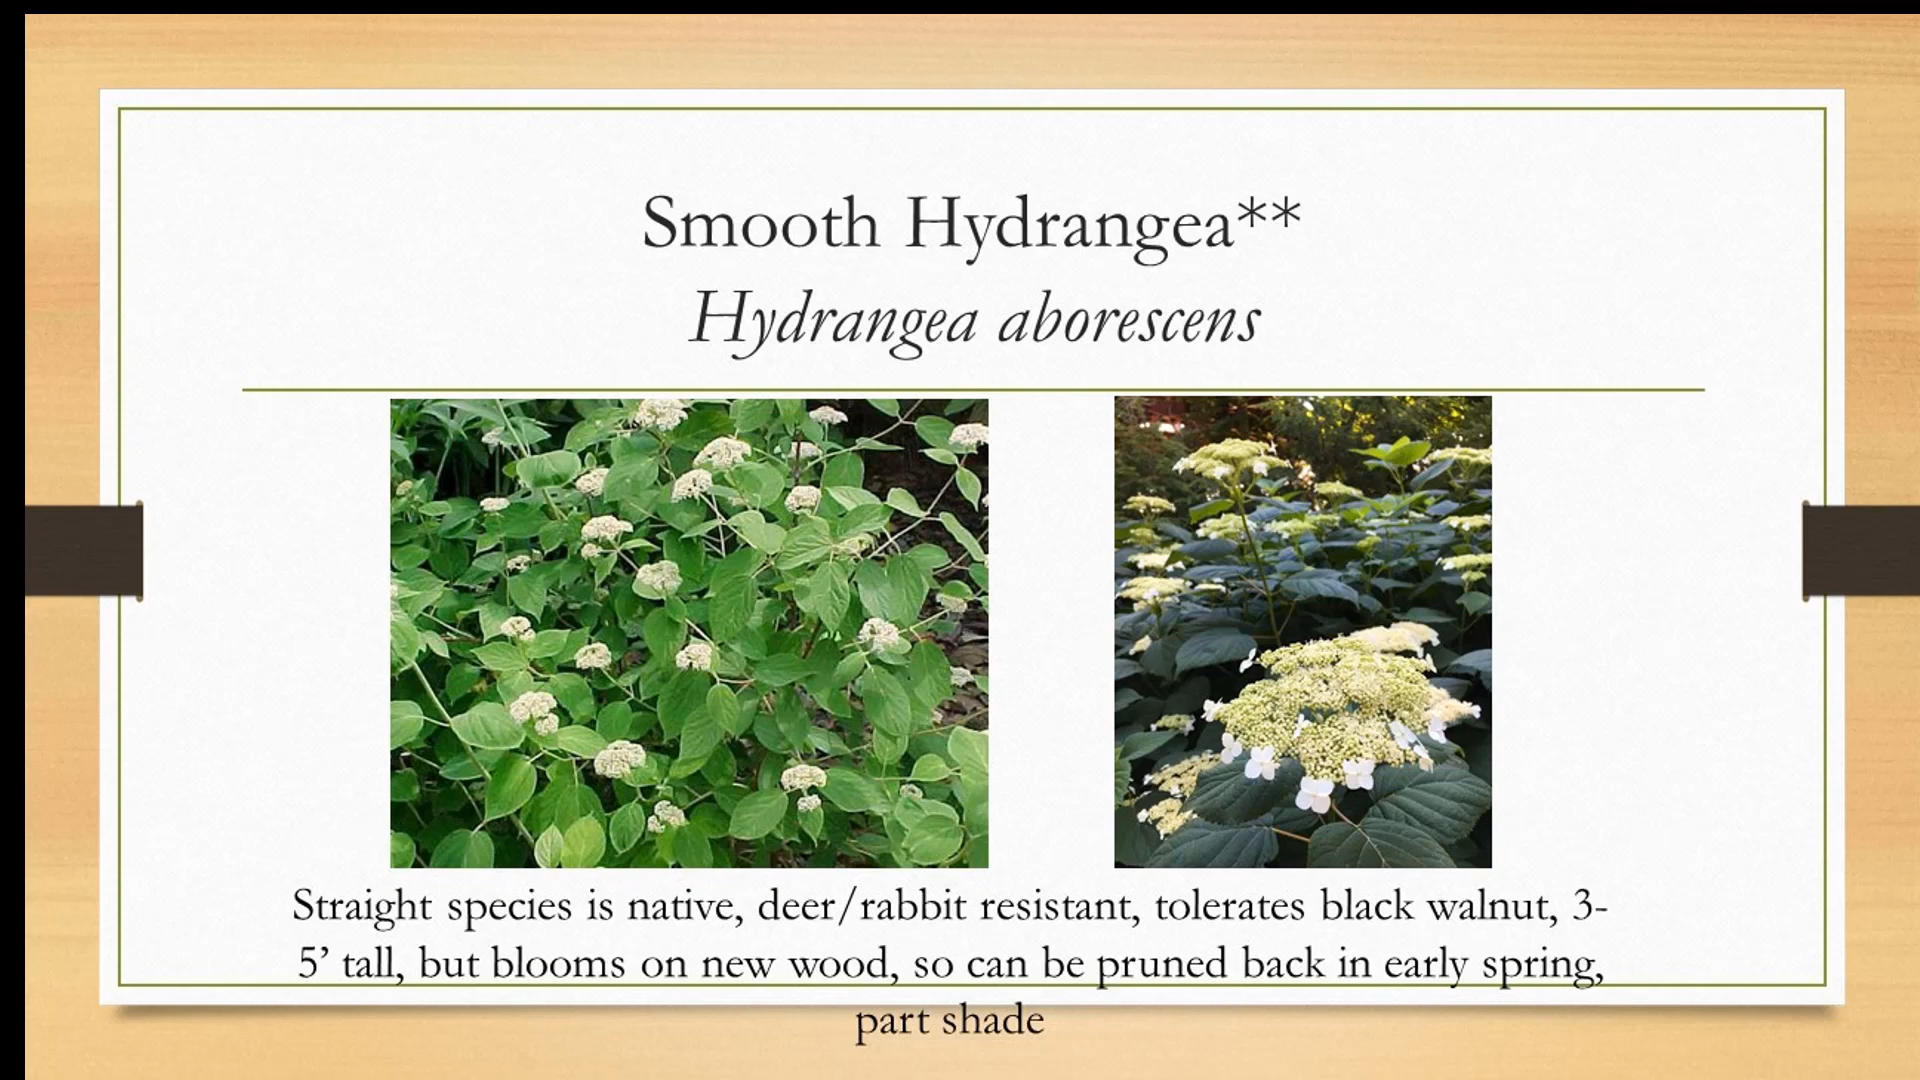 Smooth Hydrangea**
Hydrangea aborescens
Straight species is native, deer/rabbit resistant, tolerates black walnut, 3-
5’ tall, but blooms on new wood, so can be pruned back in early spring,
part shade